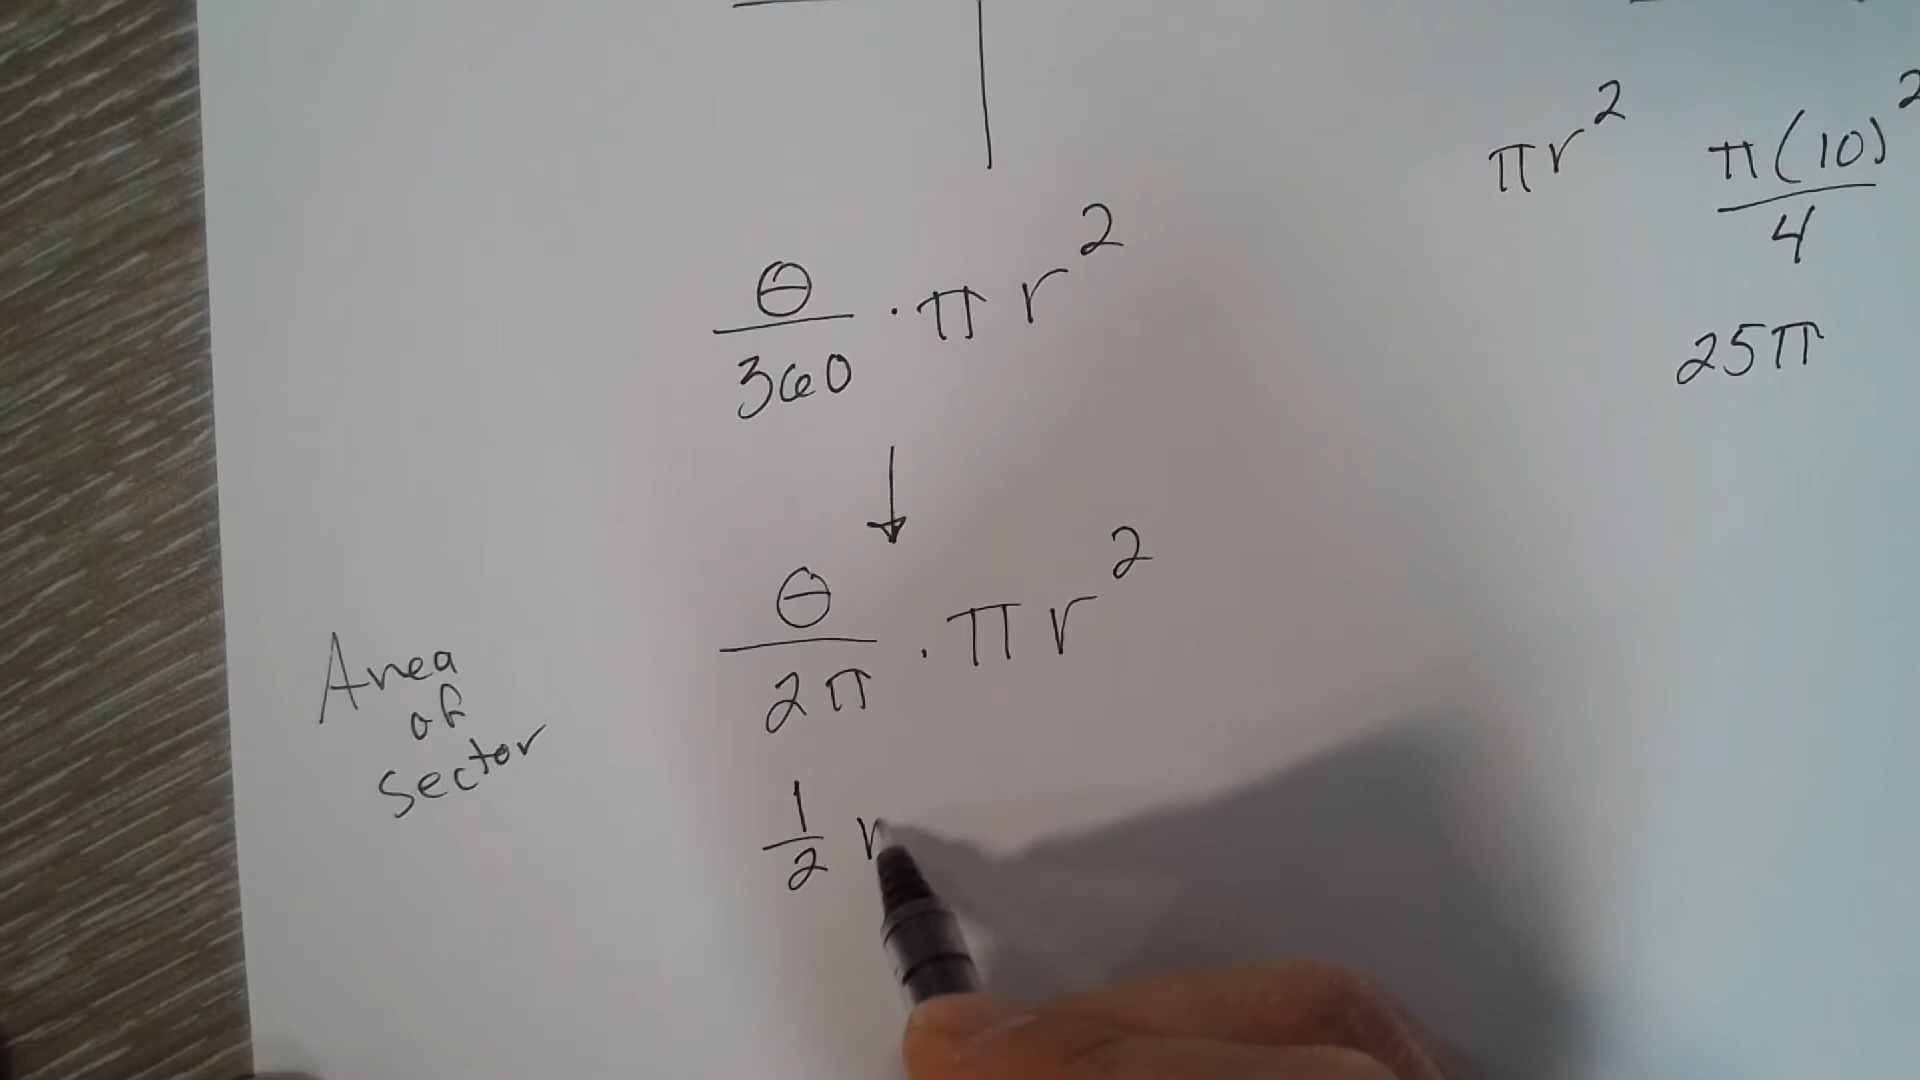 πr² π(10)²/4
25π
θ/360 · πr²
↓
θ/2π · πr²
Area
of
Sector
1/2 r